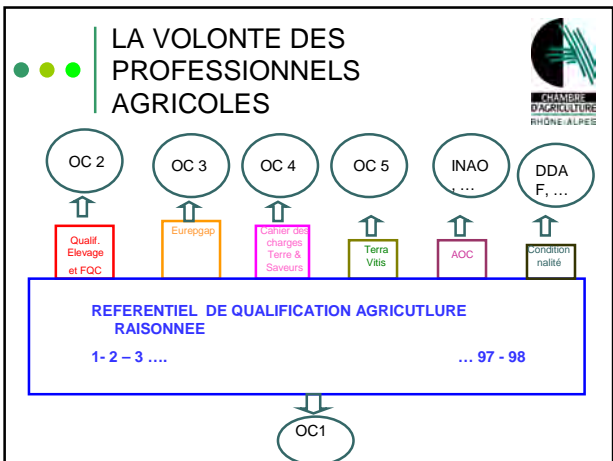 LA VOLONTE DES
PROFESSIONNELS
AGRICOLES
CHAMBRE
D'AGRICULTURE
RHÔNE-ALPES
OC 2
OC 3
OC 4
OC 5
INAO
, ...
DDA
F, ...
Qualif.
Elevage
et FQC
Eurepgap
Cahier des
charges
Terre &
Saveurs
Terra
Vitis
AOC
Condition
nalité
REFERENTIEL DE QUALIFICATION AGRICUTLURE
RAISONNEE
1- 2 – 3 .... ... 97 - 98
OC1